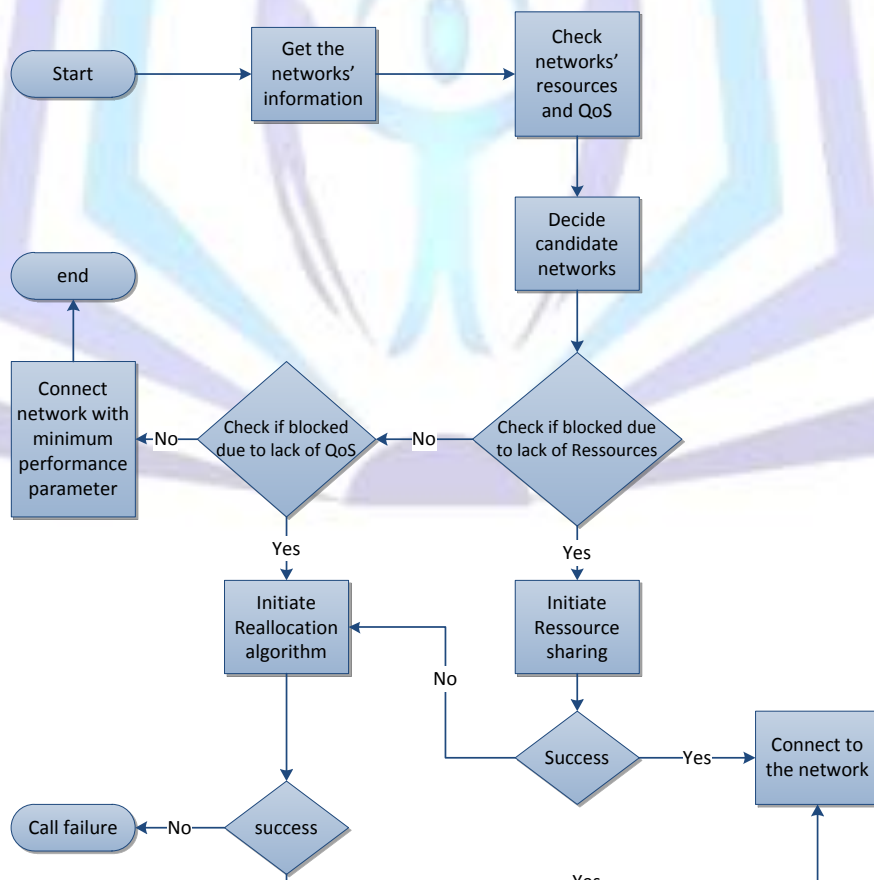 Start
Get the
networks’
information
Check
networks’
resources
and QoS
Decide
candidate
networks
end
Connect
network with
minimum
performance
parameter
No
Check if blocked
due to lack of QoS
No
Check if blocked due
to lack of Ressources
Yes
Yes
Initiate
Reallocation
algorithm
Initiate
Ressource
sharing
No
Success
Yes
Connect to
the network
Call failure
No
success
Yes